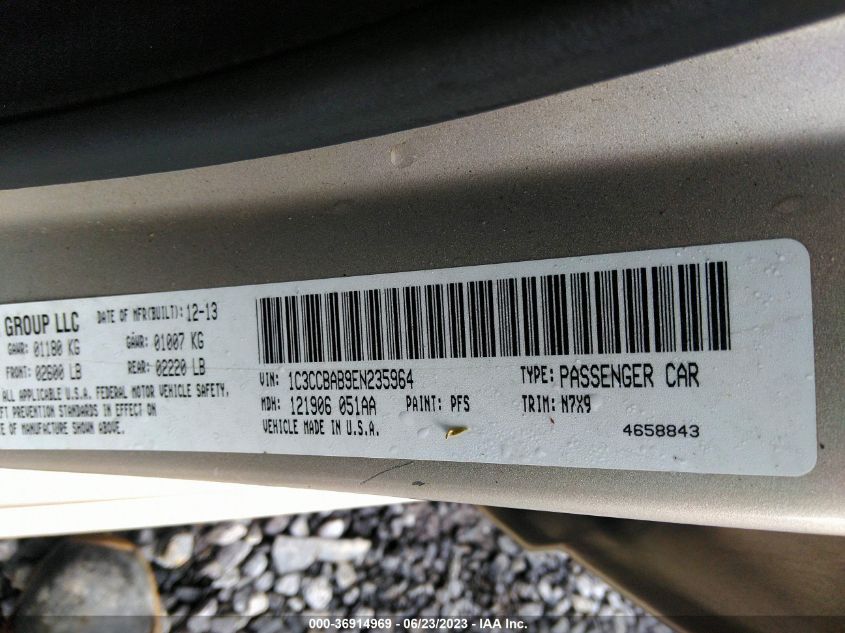 GROUP LLC
DATE OF MFR(BUILT): 12-13
GAWR: 01180 KG
GAWR: 01007 KG
FRONT: 02600 LB
REAR: 02220 LB
ALL APPLICABLE U.S.A. FEDERAL MOTOR VEHICLE SAFETY,
FT PREVENTION STANDARDS IN EFFECT ON
E OF MANUFACTURE SHOWN ABOVE.
VIN: 1C3CCBAB9EN235964
TYPE: PASSENGER CAR
MDH: 121906 051AA
PAINT: PFS
TRIM: N7X9
VEHICLE MADE IN U.S.A.
4658843
000-36914969 / 06/23/2023 - IAA Inc.